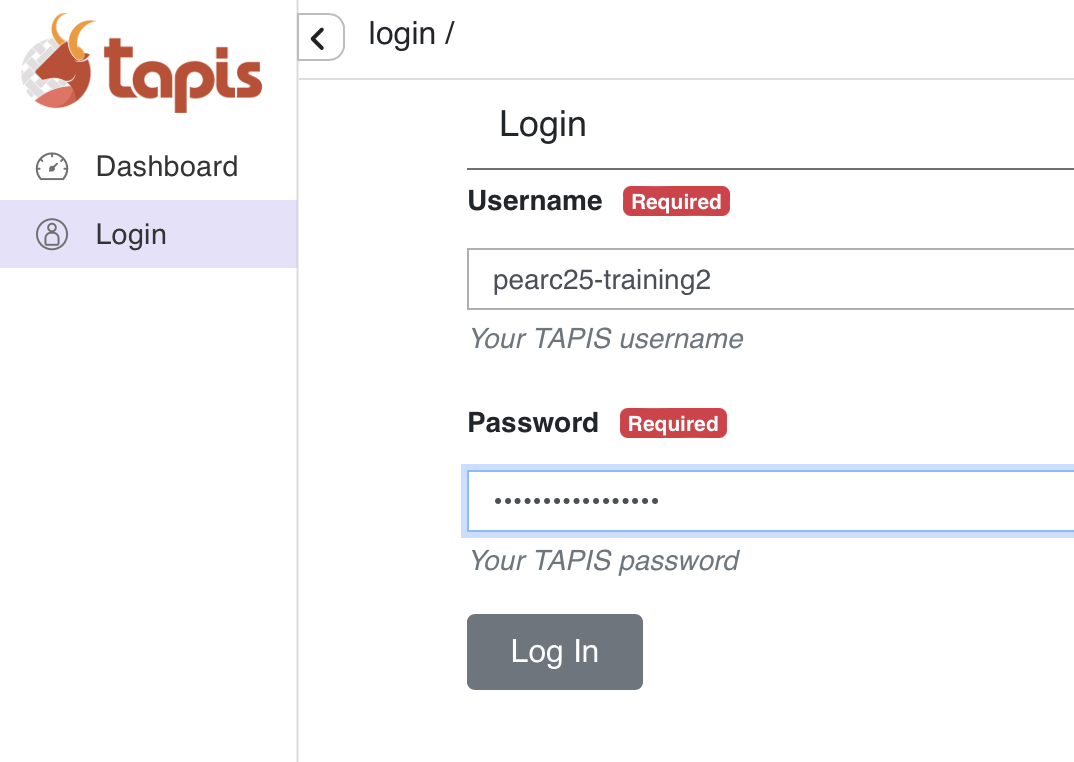 tapis
Dashboard
Login
login /
Login
Username Required
pearc25-training2
Your TAPIS username
Password Required
•••••••••••••••••
Your TAPIS password
Log In